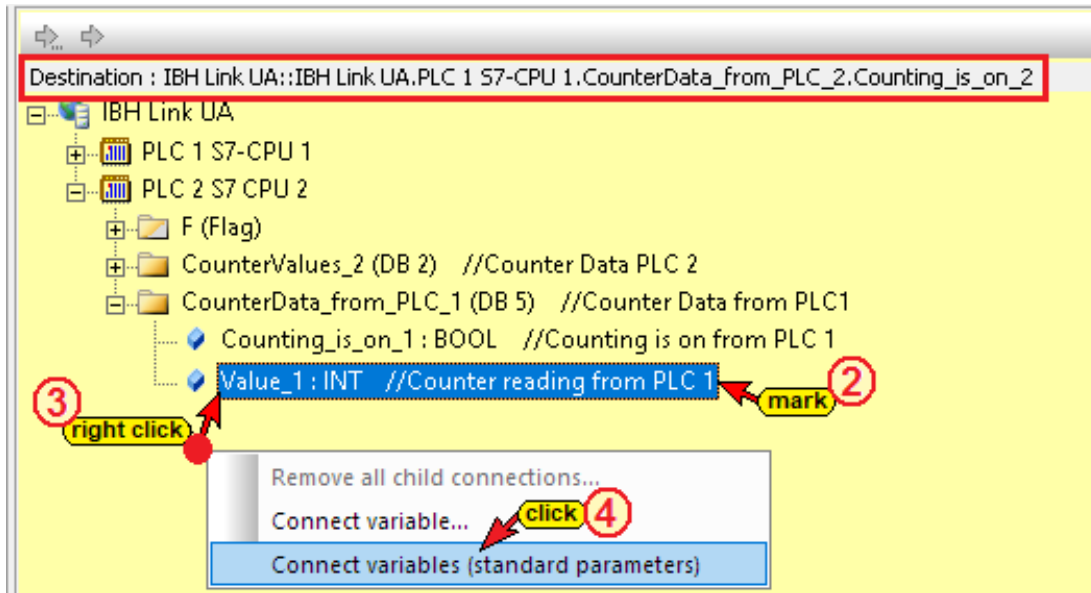 Destination : IBH Link UA::IBH Link UA.PLC 1 S7-CPU 1.CounterData_from_PLC_2.Counting_is_on_2
IBH Link UA
PLC 1 S7-CPU 1
PLC 2 S7 CPU 2
F (Flag)
CounterValues_2 (DB 2) //Counter Data PLC 2
CounterData_from_PLC_1 (DB 5) //Counter Data from PLC1
Counting_is_on_1 : BOOL //Counting is on from PLC 1
Value_1 : INT //Counter reading from PLC 1
2
mark
3
right click
Remove all child connections...
Connect variable...
click 4
Connect variables (standard parameters)